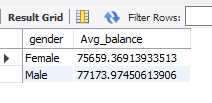 Result Grid Filter Rows:
gender Avg_balance
Female 75659.36913933513
Male 77173.97450613906